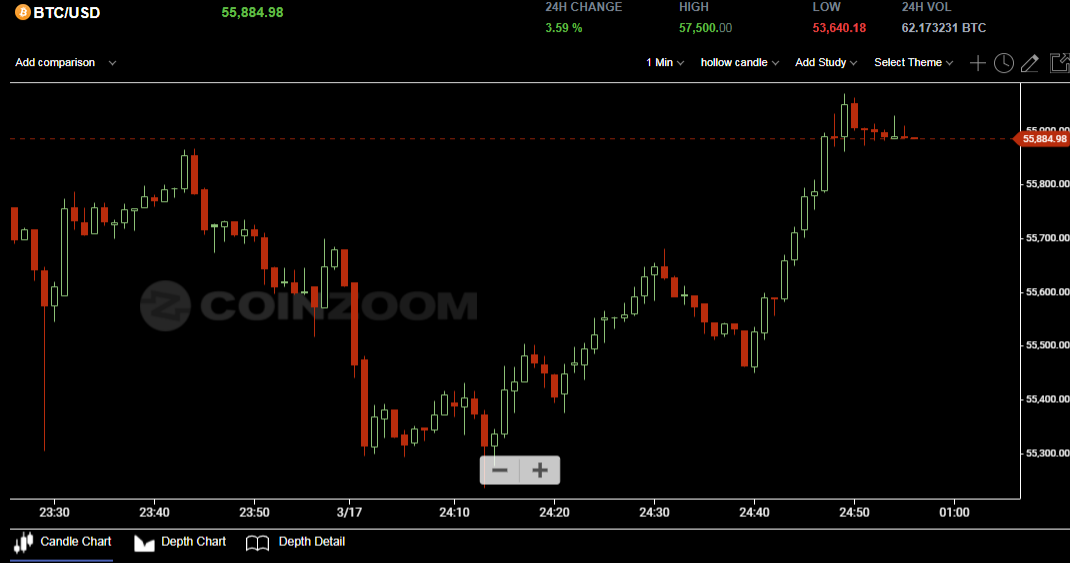 BTC/USD 55,884.98 24H CHANGE HIGH LOW 24H VOL
3.59 % 57,500.00 53,640.18 62.173231 BTC
Add comparison 1 Min hollow candle Add Study Select Theme
55,900.00
55,884.98
55,800.00
55,700.00
55,600.00
COINZOOM
55,500.00
55,400.00
55,300.00
23:30 23:40 23:50 3/17 24:10 24:20 24:30 24:40 24:50 01:00
Candle Chart Depth Chart Depth Detail